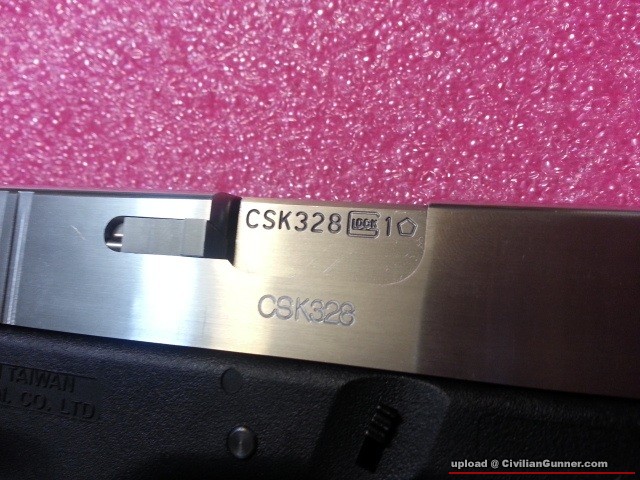 CSK328 GLOCK 1
CSK328
TAIWAN
CO. LTD.
upload @ CivilianGunner.com